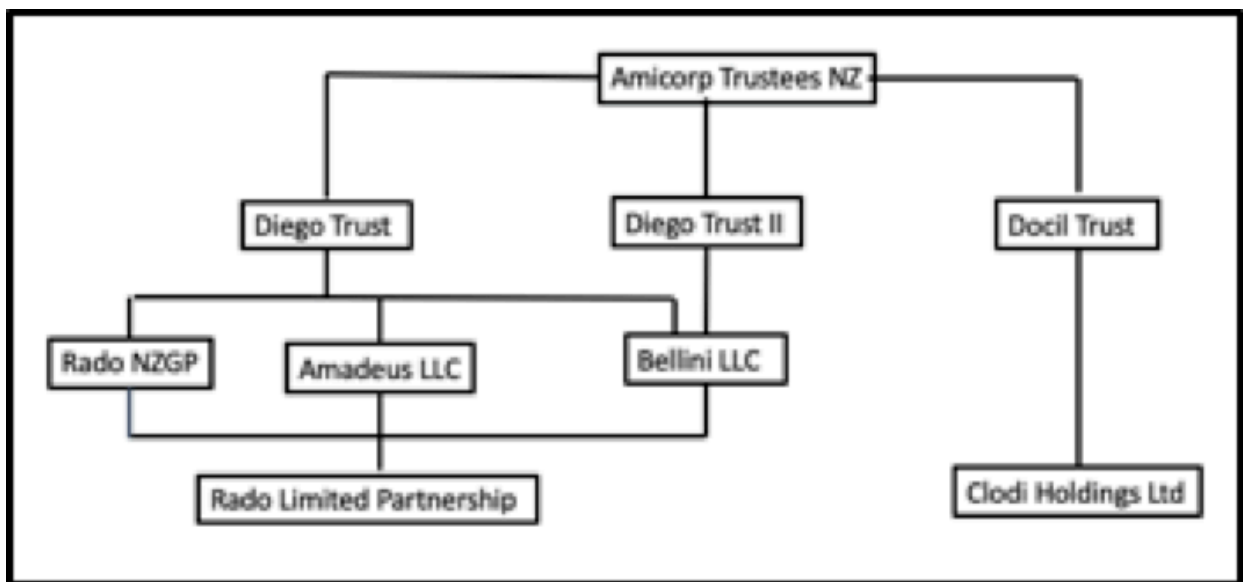 Amicorp Trustees NZ
Diego Trust
Diego Trust II
Docil Trust
Rado NZGP
Amadeus LLC
Bellini LLC
Rado Limited Partnership
Clodi Holdings Ltd